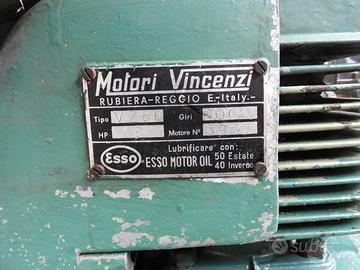 Motori Vincenzi
RUBIERA-REGGIO E.-Italy.-
Tipo Giri
HP Motore N°
Lubrificare con:
Esso ESSO MOTOR OIL 50 Estate
40 Inverno
subito